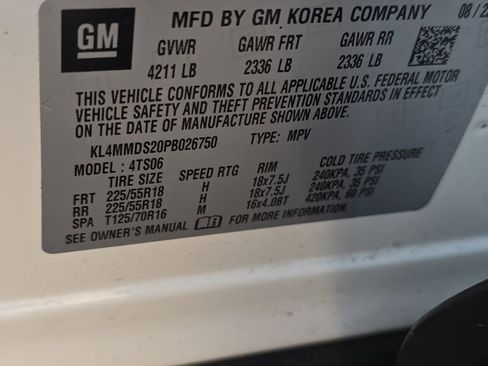 GM
MFD BY GM KOREA COMPANY 08/2
GVWR GAWR FRT GAWR RR
4211 LB 2336 LB 2336 LB
THIS VEHICLE CONFORMS TO ALL APPLICABLE U.S. FEDERAL MOTOR
VEHICLE SAFETY AND THEFT PREVENTION STANDARDS IN EFFECT
ON THE DATE OF MANUFACTURE SHOWN ABOVE.
KL4MMDS20PB026750 TYPE: MPV
MODEL: 4TS06
TIRE SIZE SPEED RTG RIM COLD TIRE PRESSURE
FRT 225/55R18 H 18x7.5J 240KPA, 35 PSI
RR 225/55R18 H 18x7.5J 240KPA, 35 PSI
SPA T125/70R16 M 16x4.0BT 420KPA, 60 PSI
SEE OWNER'S MANUAL FOR MORE INFORMATION.